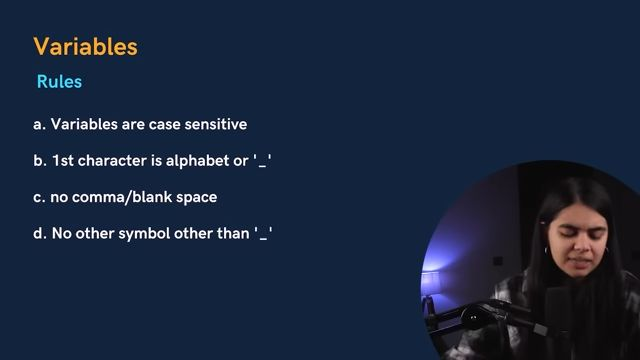 Variables
Rules
a. Variables are case sensitive
b. 1st character is alphabet or '_'
c. no comma/blank space
d. No other symbol other than '_'